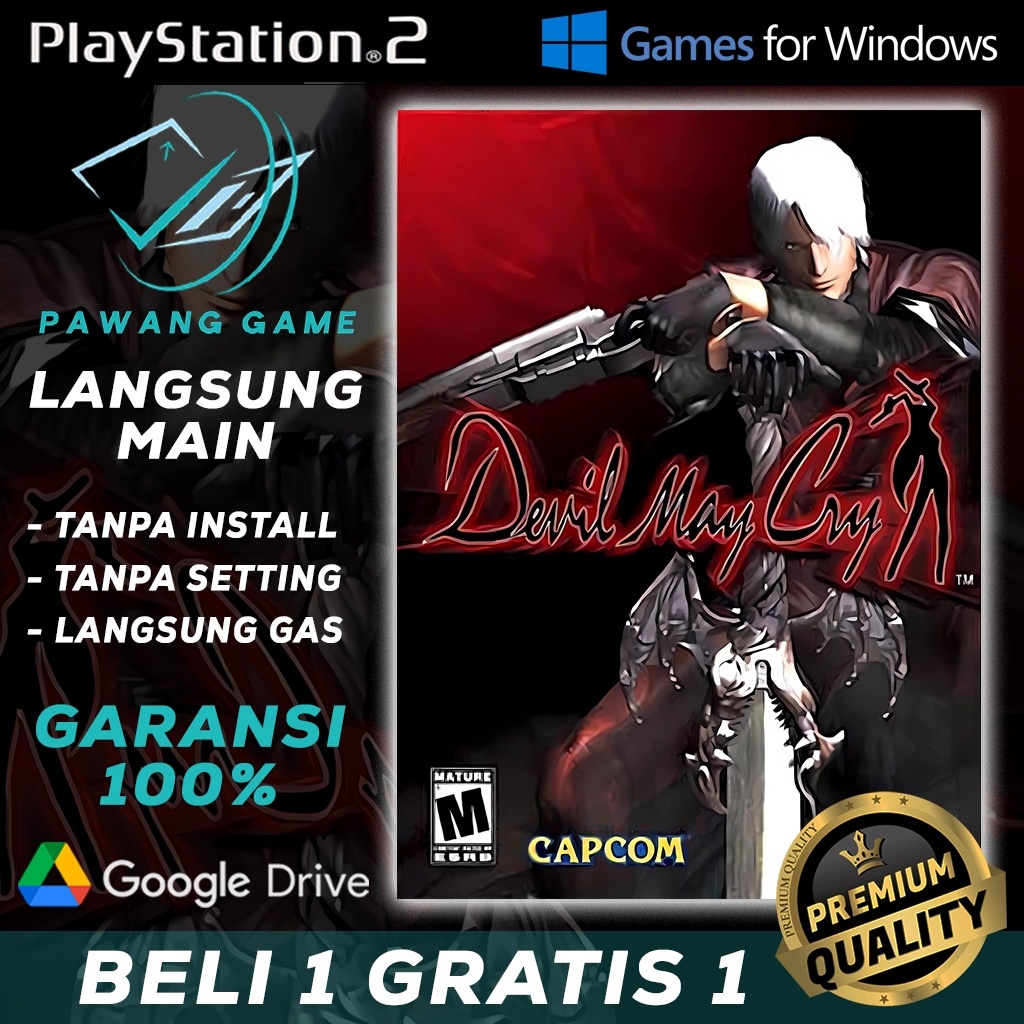 PlayStation®2
Games for Windows
PAWANG GAME
LANGSUNG
MAIN
- TANPA INSTALL
- TANPA SETTING
- LANGSUNG GAS
GARANSI
100%
Google Drive
Devil May Cry
TM
MATURE
M
ESRB
CAPCOM
PREMIUM QUALITY
PREMIUM
QUALITY
BELI 1 GRATIS 1